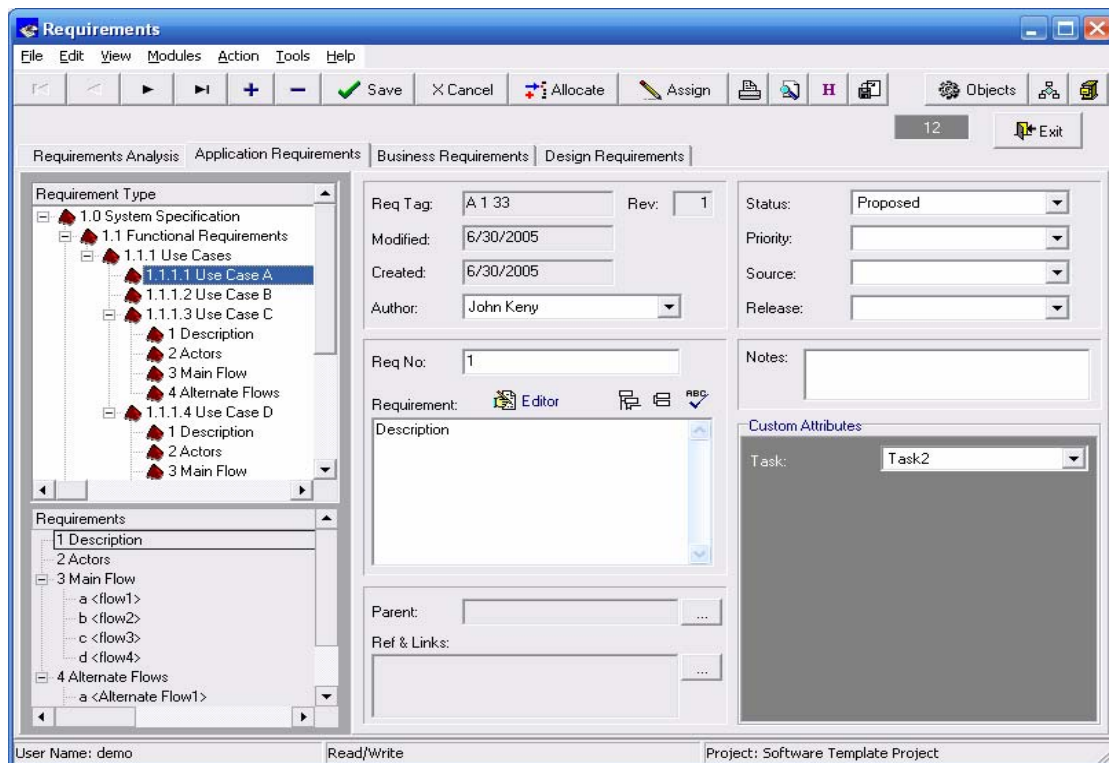 Requirements
File Edit View Modules Action Tools Help
Save Cancel Allocate Assign H Objects
12 Exit
Requirements Analysis Application Requirements Business Requirements Design Requirements
Requirement Type
1.0 System Specification
1.1 Functional Requirements
1.1.1 Use Cases
1.1.1.1 Use Case A
1.1.1.2 Use Case B
1.1.1.3 Use Case C
1 Description
2 Actors
3 Main Flow
4 Alternate Flows
1.1.1.4 Use Case D
1 Description
2 Actors
3 Main Flow
Requirements
1 Description
2 Actors
3 Main Flow
a <flow1>
b <flow2>
c <flow3>
d <flow4>
4 Alternate Flows
a <Alternate Flow1>
Req Tag: A 1 33 Rev: 1
Modified: 6/30/2005
Created: 6/30/2005
Author: John Keny
Req No: 1
Requirement: Editor ABC
Description
Parent: ...
Ref & Links:
...
Status: Proposed
Priority:
Source:
Release:
Notes:
Custom Attributes
Task: Task2
User Name: demo Read/Write Project: Software Template Project